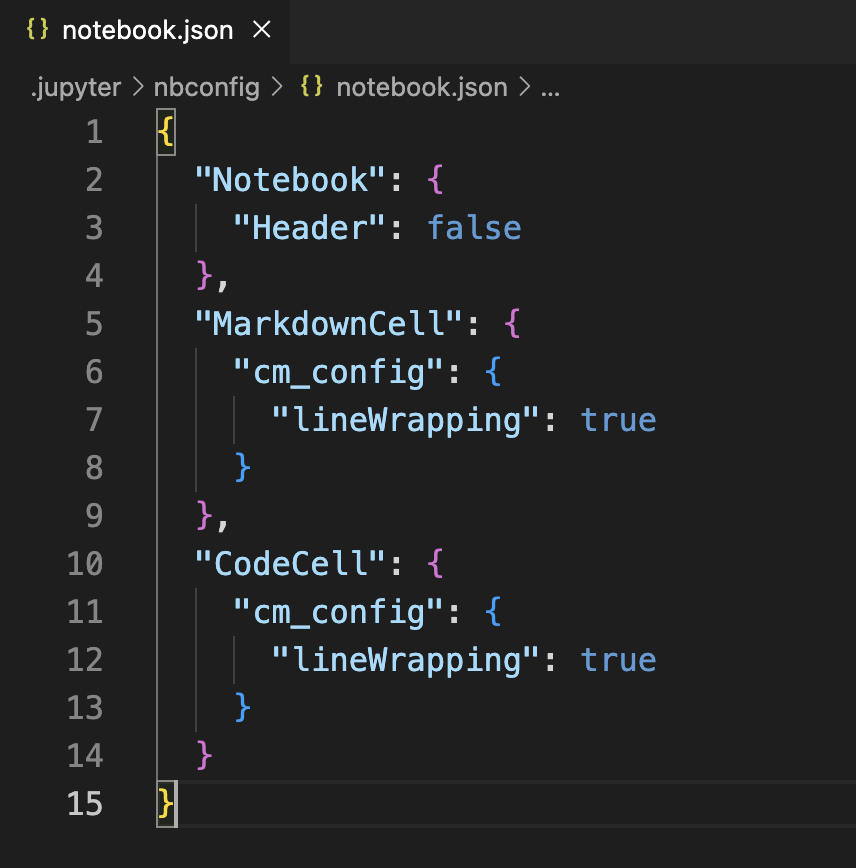 {} notebook.json ×
.jupyter > nbconfig > {} notebook.json > ...
1 {
2   "Notebook": {
3     "Header": false
4   },
5   "MarkdownCell": {
6     "cm_config": {
7       "lineWrapping": true
8     }
9   },
10   "CodeCell": {
11     "cm_config": {
12       "lineWrapping": true
13     }
14   }
15 }